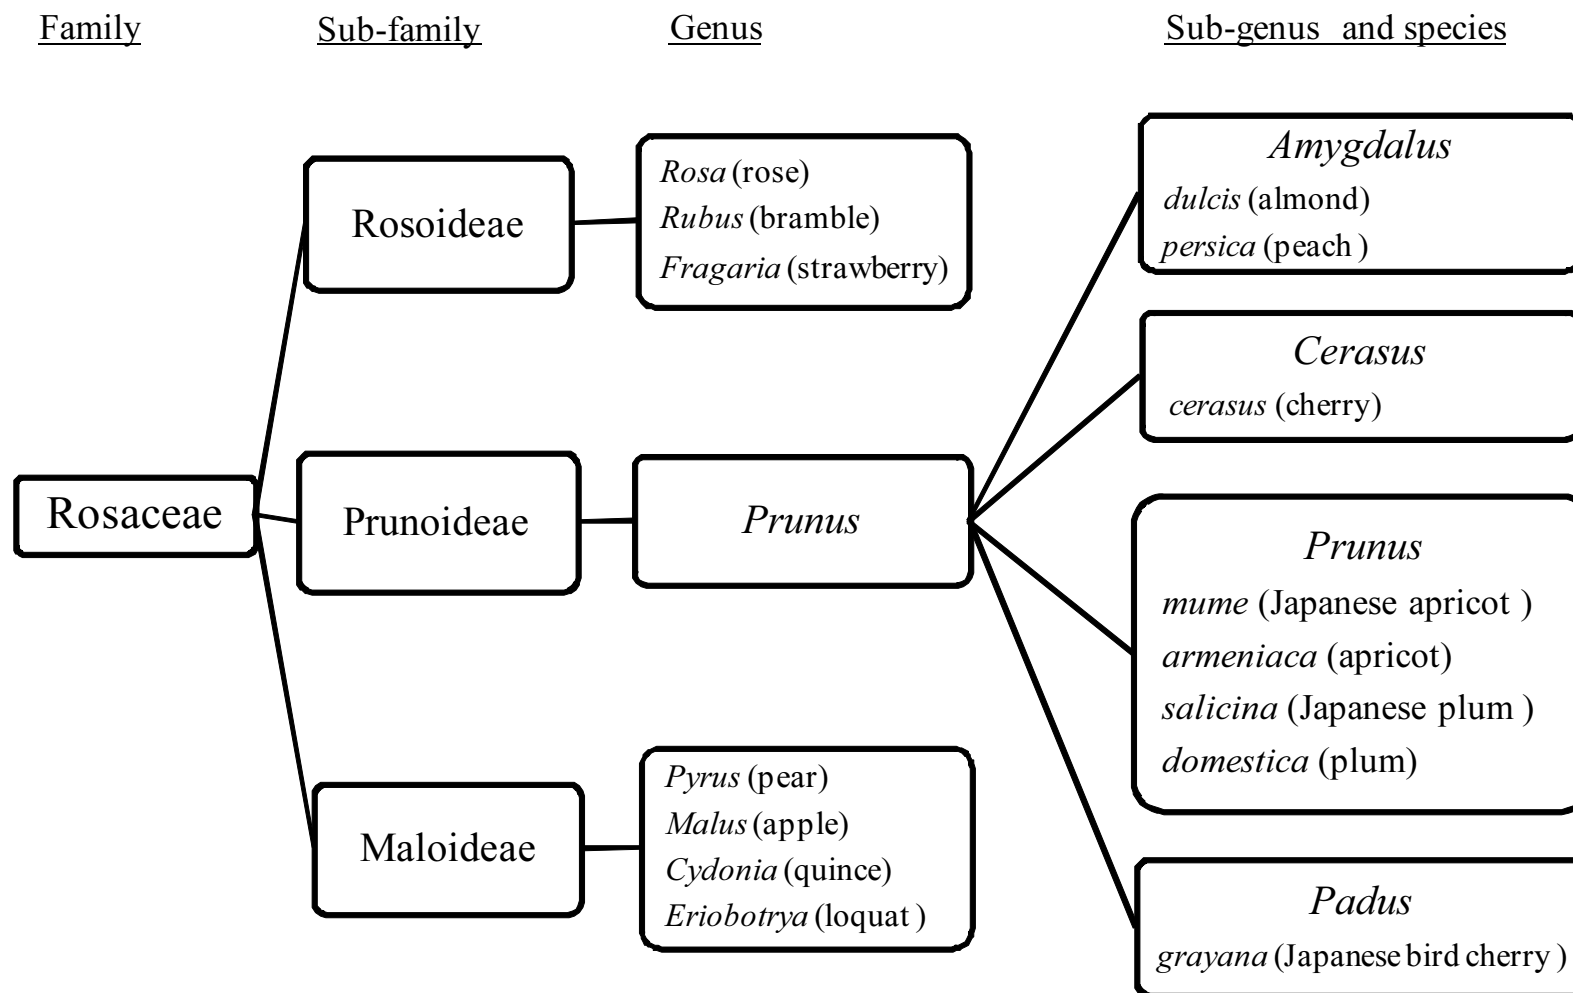 Family
Sub-family
Genus
Sub-genus and species
Rosaceae
Rosoideae
Rosa (rose)
Rubus (bramble)
Fragaria (strawberry)
Prunoideae
Prunus
Maloideae
Pyrus (pear)
Malus (apple)
Cydonia (quince)
Eriobotrya (loquat )
Amygdalus
dulcis (almond)
persica (peach )
Cerasus
cerasus (cherry)
Prunus
mume (Japanese apricot )
armeniaca (apricot)
salicina (Japanese plum )
domestica (plum)
Padus
grayana (Japanese bird cherry )